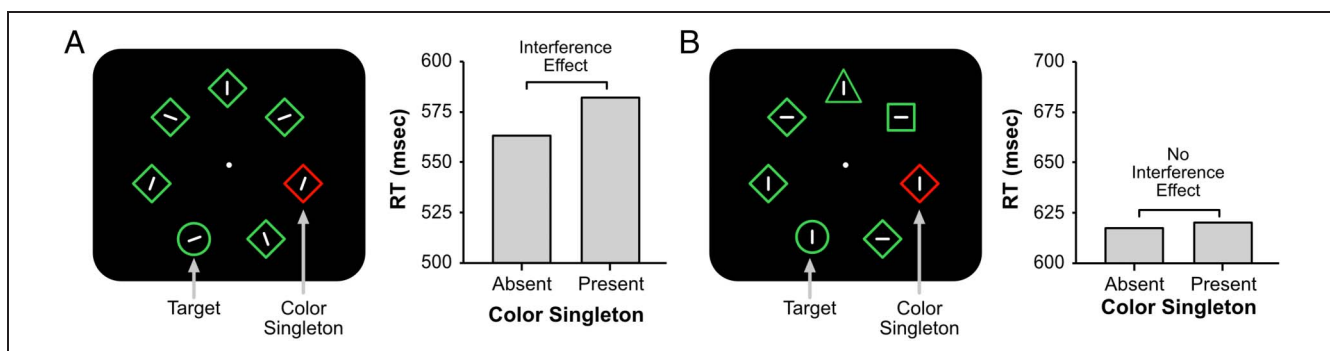 A
Target
Color
Singleton
600
575
550
525
500
RT (msec)
Interference
Effect
Absent
Present
Color Singleton
B
Target
Color
Singleton
700
675
650
625
600
RT (msec)
No
Interference
Effect
Absent
Present
Color Singleton